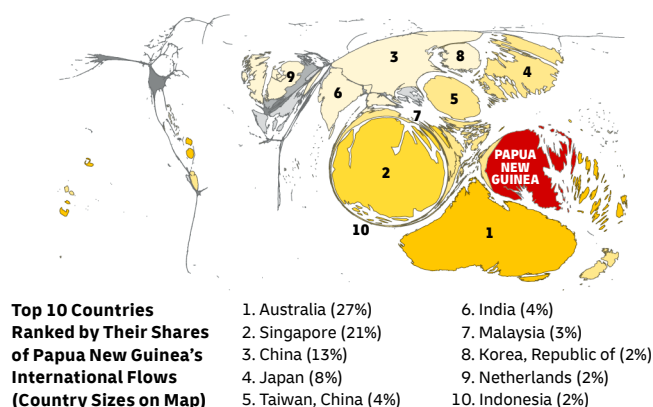 3
8
9
4
6
5
7
PAPUA
NEW
GUINEA
2
10
1
Top 10 Countries
Ranked by Their Shares
of Papua New Guinea's
International Flows
(Country Sizes on Map)
1. Australia (27%)
2. Singapore (21%)
3. China (13%)
4. Japan (8%)
5. Taiwan, China (4%)
6. India (4%)
7. Malaysia (3%)
8. Korea, Republic of (2%)
9. Netherlands (2%)
10. Indonesia (2%)